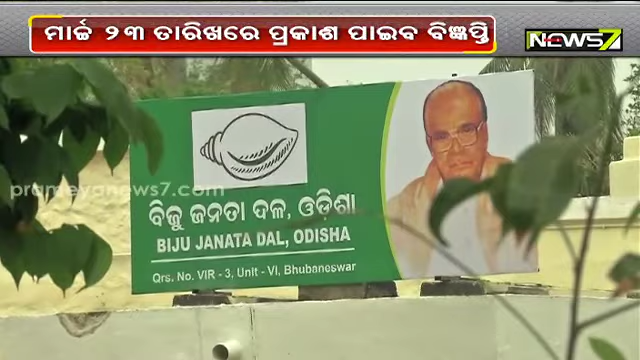 ମାର୍ଚ୍ଚ ୨୩ ତାରିଖରେ ପ୍ରକାଶ ପାଇବ ବିଜ୍ଞପ୍ତି
NEWS7
prameyanews7.com
ବିଜୁ ଜନତା ଦଳ, ଓଡ଼ିଶା
BIJU JANATA DAL, ODISHA
Qrs. No. VIR - 3, Unit - VI, Bhubaneswar